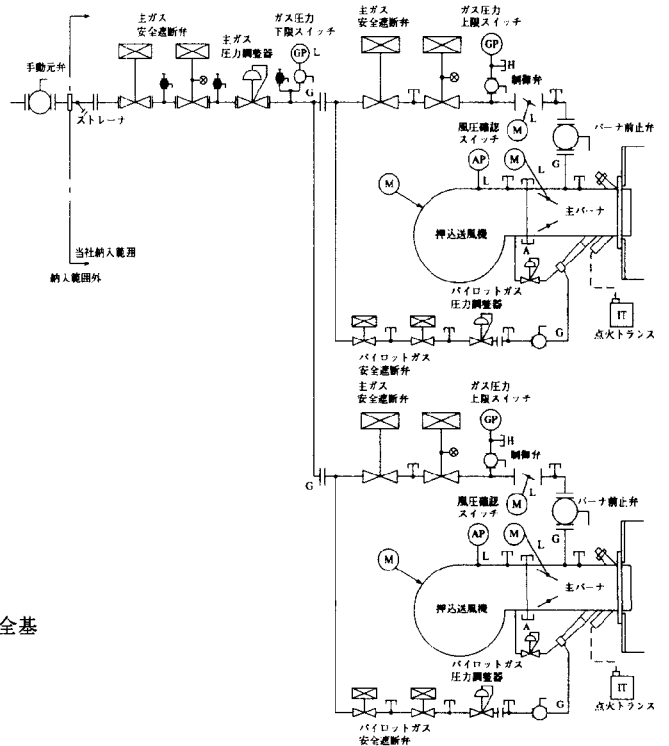 主ガス
安全遮断弁
主ガス
圧力調整器
ガス圧力
下限スイッチ
GP
L
手動元弁
ストレーナ
G
当社納入範囲
納入範囲外
主ガス
安全遮断弁
ガス圧力
上限スイッチ
GP
H
制御弁
L
M
風圧確認
スイッチ
バーナ前止弁
G
M
AP
L
M
L
押込送風機
主バーナ
A
パイロットガス
圧力調整器
G
IT
点火トランス
パイロットガス
安全遮断弁
主ガス
安全遮断弁
ガス圧力
上限スイッチ
GP
H
G
制御弁
L
M
風圧確認
スイッチ
バーナ前止弁
G
M
AP
L
M
L
押込送風機
主バーナ
A
パイロットガス
圧力調整器
G
IT
点火トランス
パイロットガス
安全遮断弁
全基